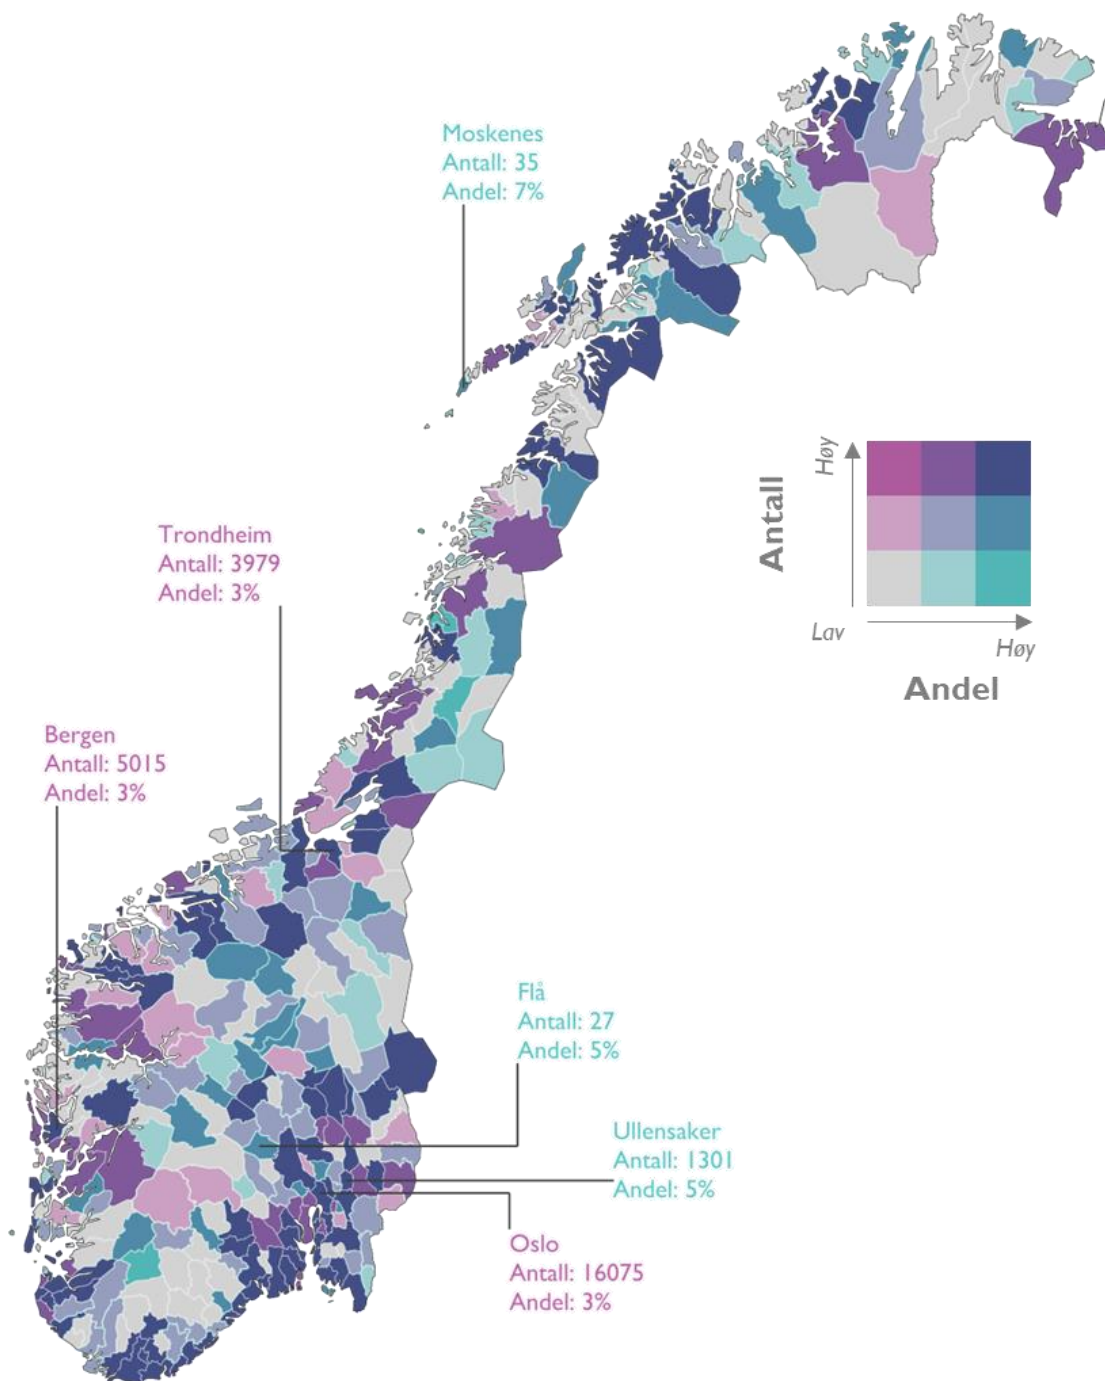 Moskenes
Antall: 35
Andel: 7%
Høy
Antall
Lav
Høy
Andel
Trondheim
Antall: 3979
Andel: 3%
Bergen
Antall: 5015
Andel: 3%
Flå
Antall: 27
Andel: 5%
Ullensaker
Antall: 1301
Andel: 5%
Oslo
Antall: 16075
Andel: 3%